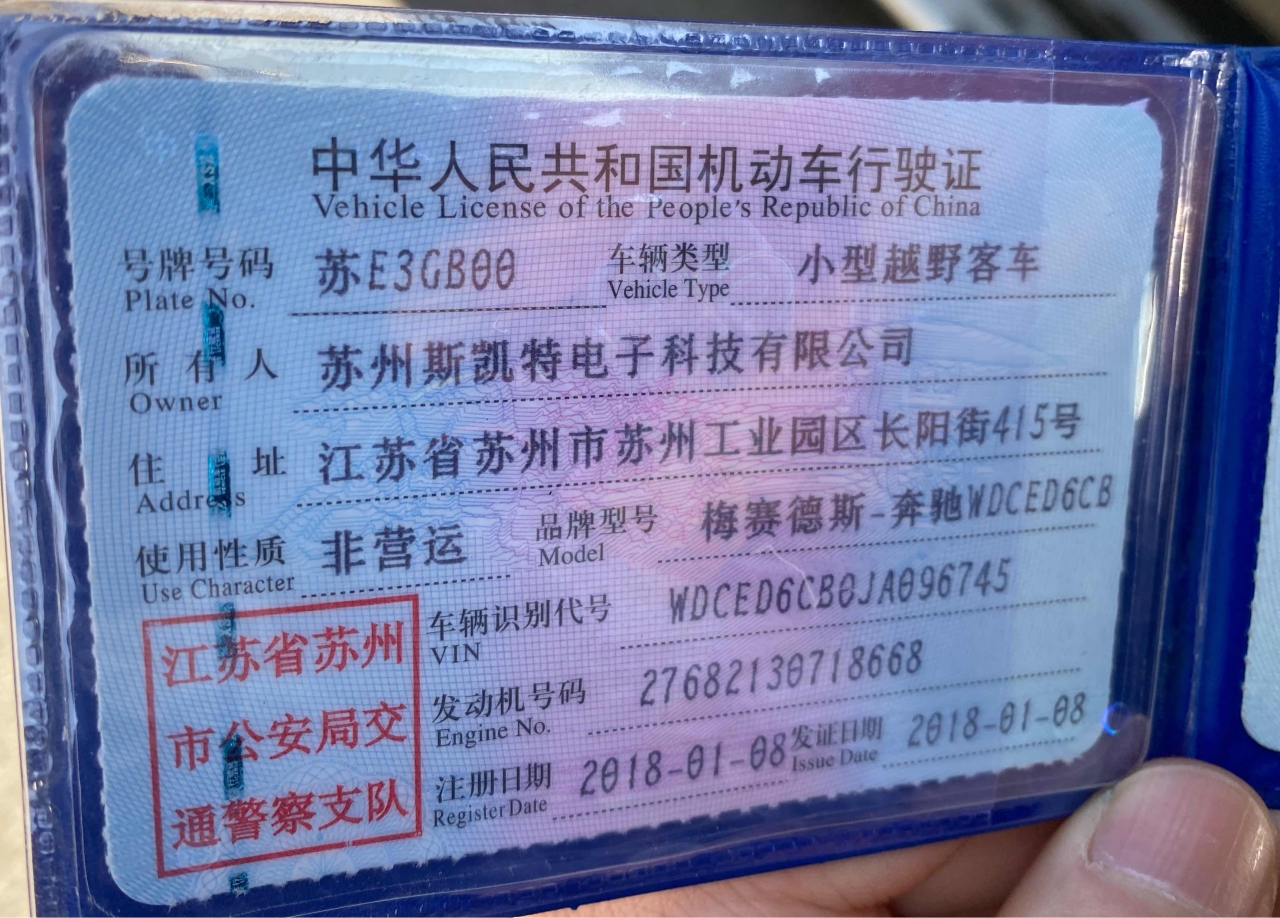 中华人民共和国机动车行驶证
Vehicle License of the People's Republic of China
号牌号码 苏E3GB00 车辆类型 小型越野客车
Plate No. Vehicle Type
所有人 苏州斯凯特电子科技有限公司
Owner
住址 江苏省苏州市苏州工业园区长阳街415号
Address
使用性质 非营运 品牌型号 梅赛德斯-奔驰WDCED6CB
Use Character Model
车辆识别代号 WDCED6CB0JA096745
VIN
发动机号码 27682130718668
Engine No.
注册日期 2018-01-08 发证日期 2018-01-08
Register Date Issue Date
江苏省苏州
市公安局交
通警察支队